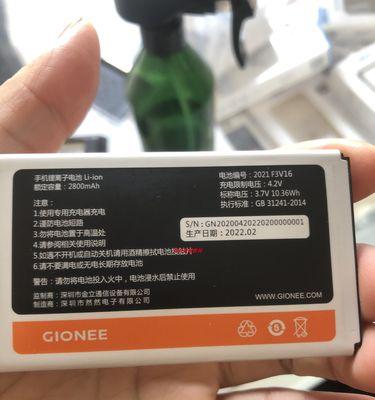 手机锂离子电池 Li-ion
额定容量：2800mAh
电池编号：2021 F3V16
充电限制电压：4.2V
标称电压：3.7V 10.36Wh
执行标准：GB 31241-2014
注意：
1.使用专用充电器充电
2.谨防电池短路
3.勿将电池置于高温
4.请参阅相关使用说明
5.如遇不开机或自动关机请用酒精擦拭电池极贴片
6.请不要满电或无电长期存放电池
S/N：GN20200420220200000001
生产日期：2022.02
警告：请勿将电池投入火中，电池浸水后禁止使用
监制商：深圳市金立通信设备有限公司
制造商：深圳市然然电子有限公司
WWW.GIONEE.COM
GIONEE
5